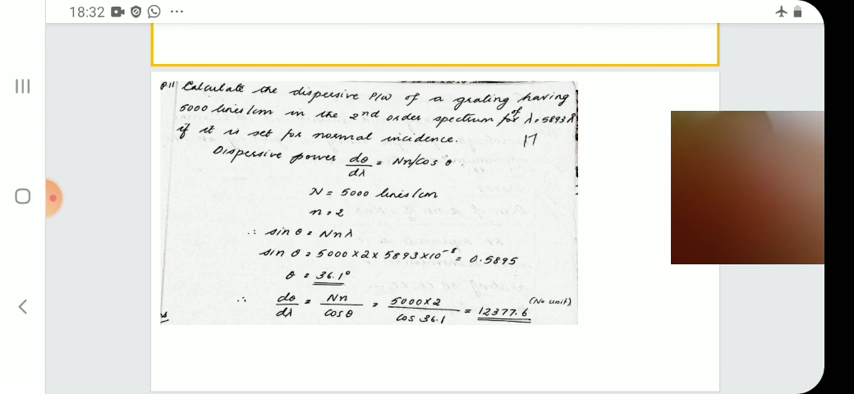 18:32
Q11 Calculate the dispersive P/W of a grating having
5000 lines/cm in the 2nd order spectrum for of λ = 5893 Å
if it is set for normal incidence.
17
Dispersive power dθ/dλ = Nn/cos θ
N = 5000 lines/cm
n = 2
∴ sin θ = Nnλ
sin θ = 5000 × 2 × 5893 × 10⁻⁸ = 0.5895
θ = 36.1°
∴ dθ/dλ = Nn/cos θ = 5000×2/cos 36.1 = 12377.6 (No unit)